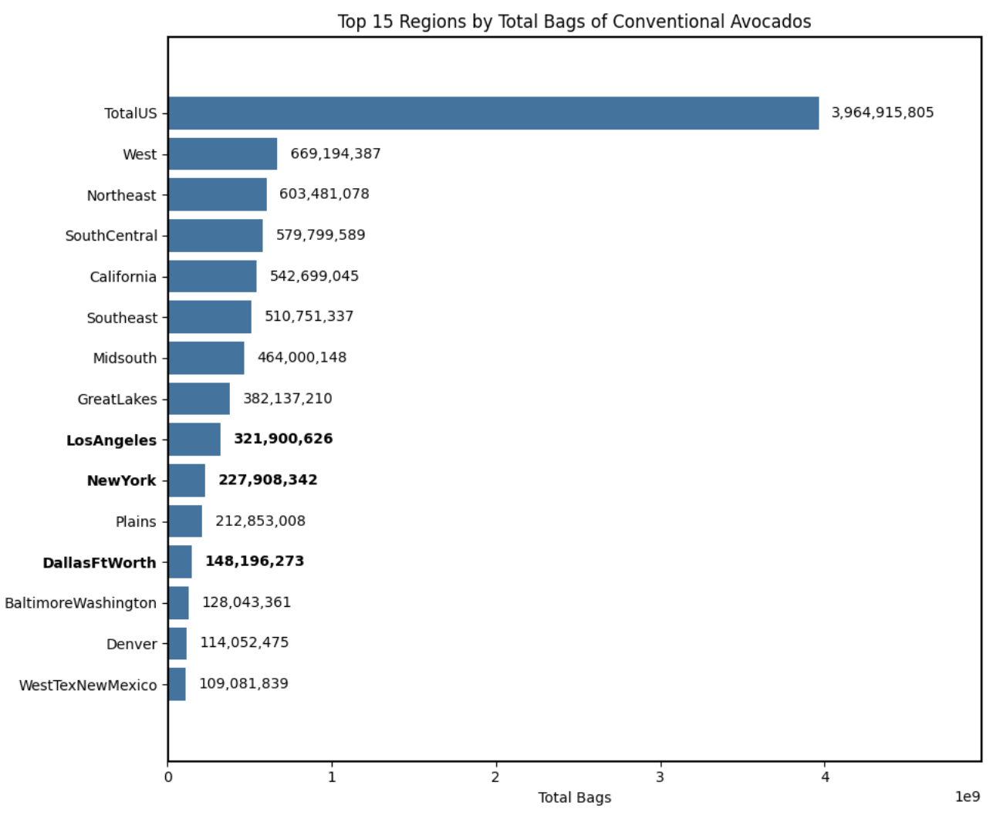 Top 15 Regions by Total Bags of Conventional Avocados
TotalUS 3,964,915,805
West 669,194,387
Northeast 603,481,078
SouthCentral 579,799,589
California 542,699,045
Southeast 510,751,337
Midsouth 464,000,148
GreatLakes 382,137,210
LosAngeles 321,900,626
NewYork 227,908,342
Plains 212,853,008
DallasFtWorth 148,196,273
BaltimoreWashington 128,043,361
Denver 114,052,475
WestTexNewMexico 109,081,839
0 1 2 3 4
Total Bags 1e9